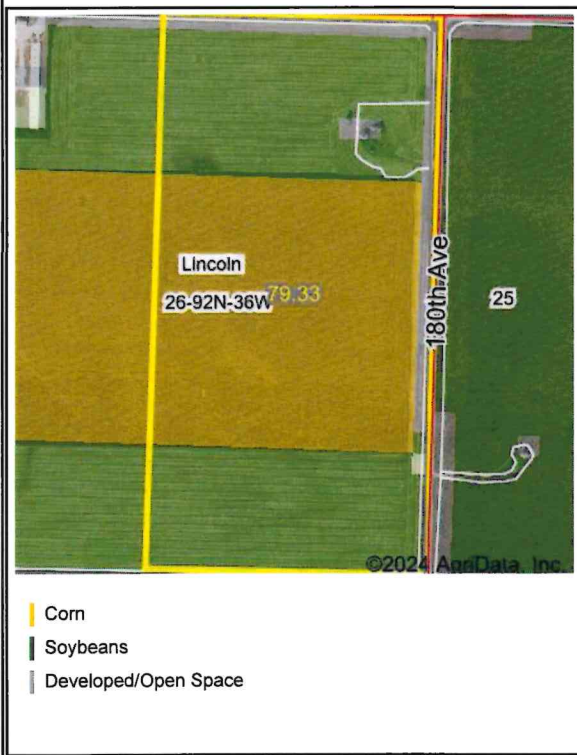 Lincoln
26-92N-36W
79.33
180th Ave
25
©2024 AgriData, Inc.
Corn
Soybeans
Developed/Open Space